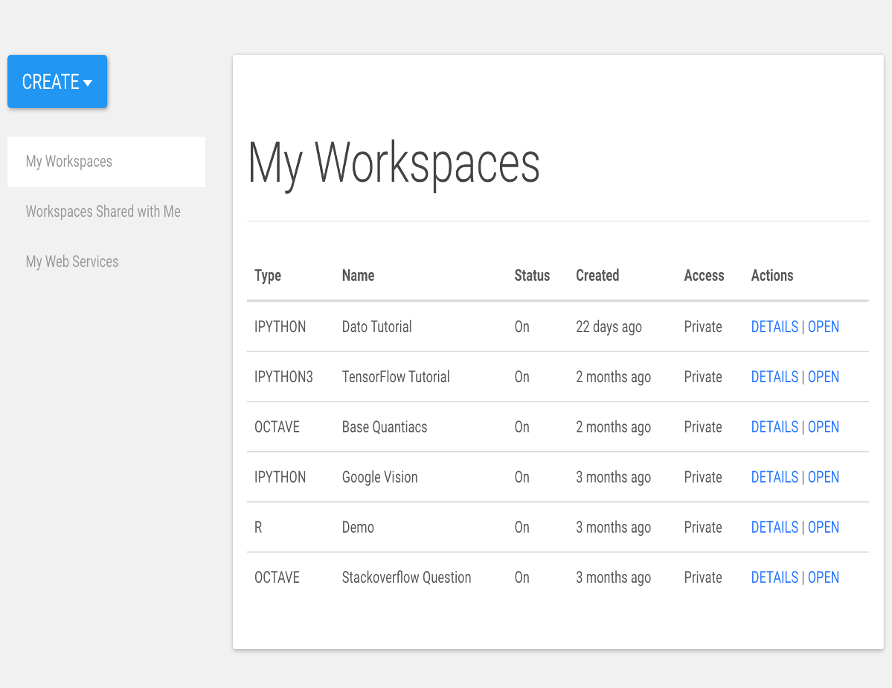 CREATE
My Workspaces
Workspaces Shared with Me
My Web Services
My Workspaces
Type Name Status Created Access Actions
IPYTHON Dato Tutorial On 22 days ago Private DETAILS | OPEN
IPYTHON3 TensorFlow Tutorial On 2 months ago Private DETAILS | OPEN
OCTAVE Base Quantiacs On 2 months ago Private DETAILS | OPEN
IPYTHON Google Vision On 3 months ago Private DETAILS | OPEN
R Demo On 3 months ago Private DETAILS | OPEN
OCTAVE Stackoverflow Question On 3 months ago Private DETAILS | OPEN